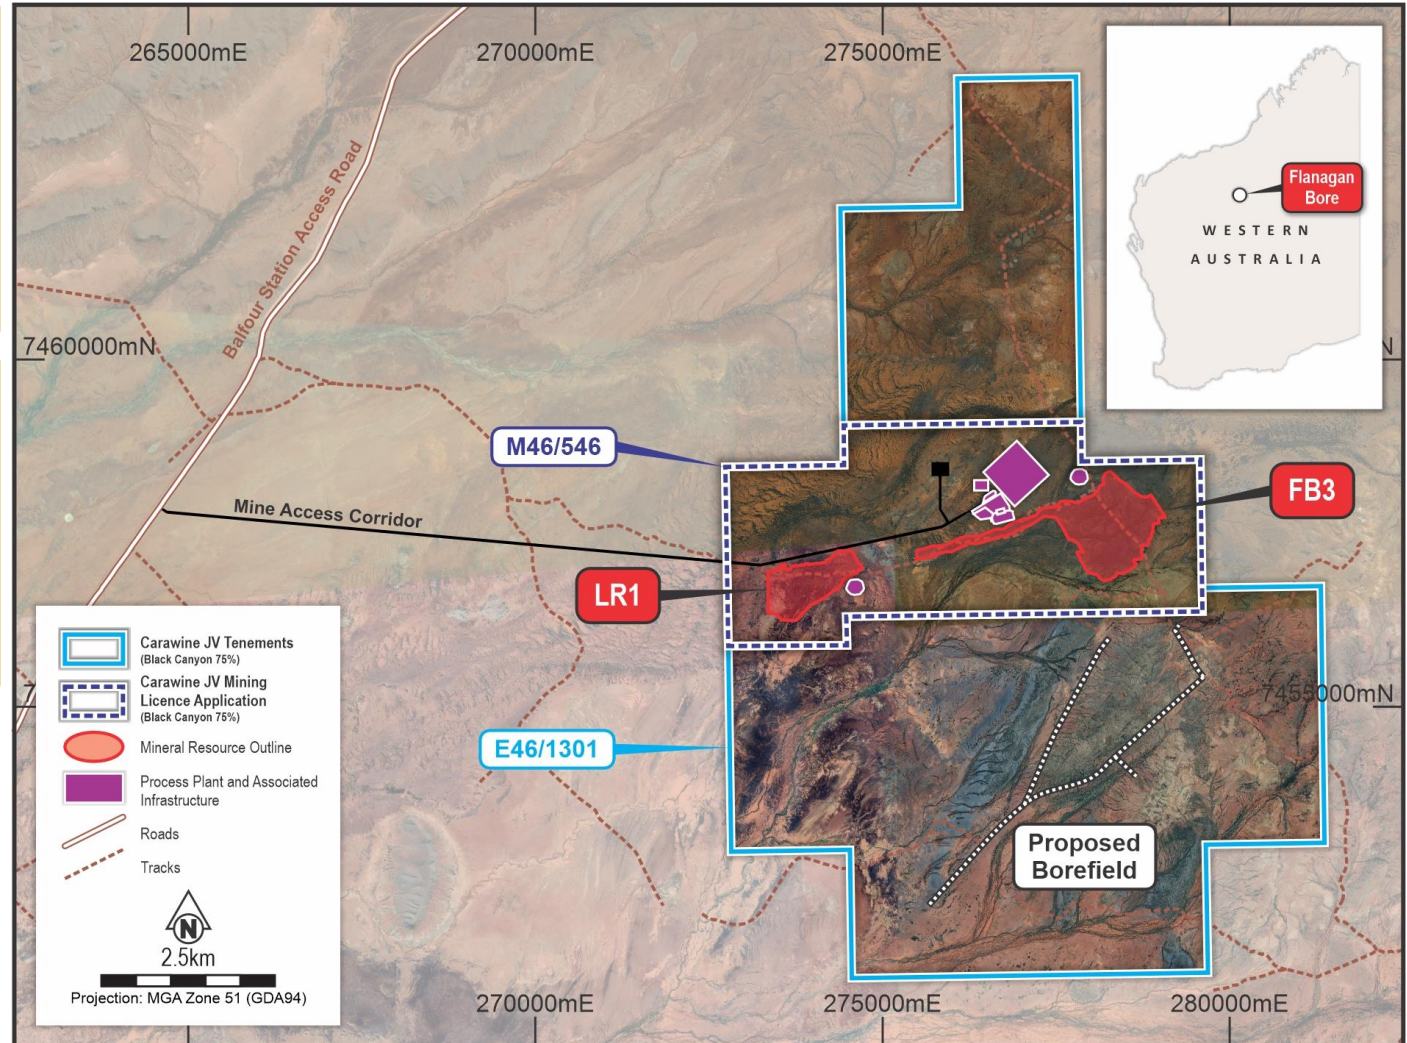 265000mE
270000mE
275000mE
Flanagan
Bore
WESTERN
AUSTRALIA
Balfour Station Access Road
7460000mN
N
M46/546
FB3
Mine Access Corridor
LR1
7
7455000mN
E46/1301
Proposed
Borefield
Carawine JV Tenements
(Black Canyon 75%)
Carawine JV Mining
Licence Application
(Black Canyon 75%)
Mineral Resource Outline
Process Plant and Associated
Infrastructure
Roads
Tracks
N
2.5km
Projection: MGA Zone 51 (GDA94)
270000mE
275000mE
280000mE